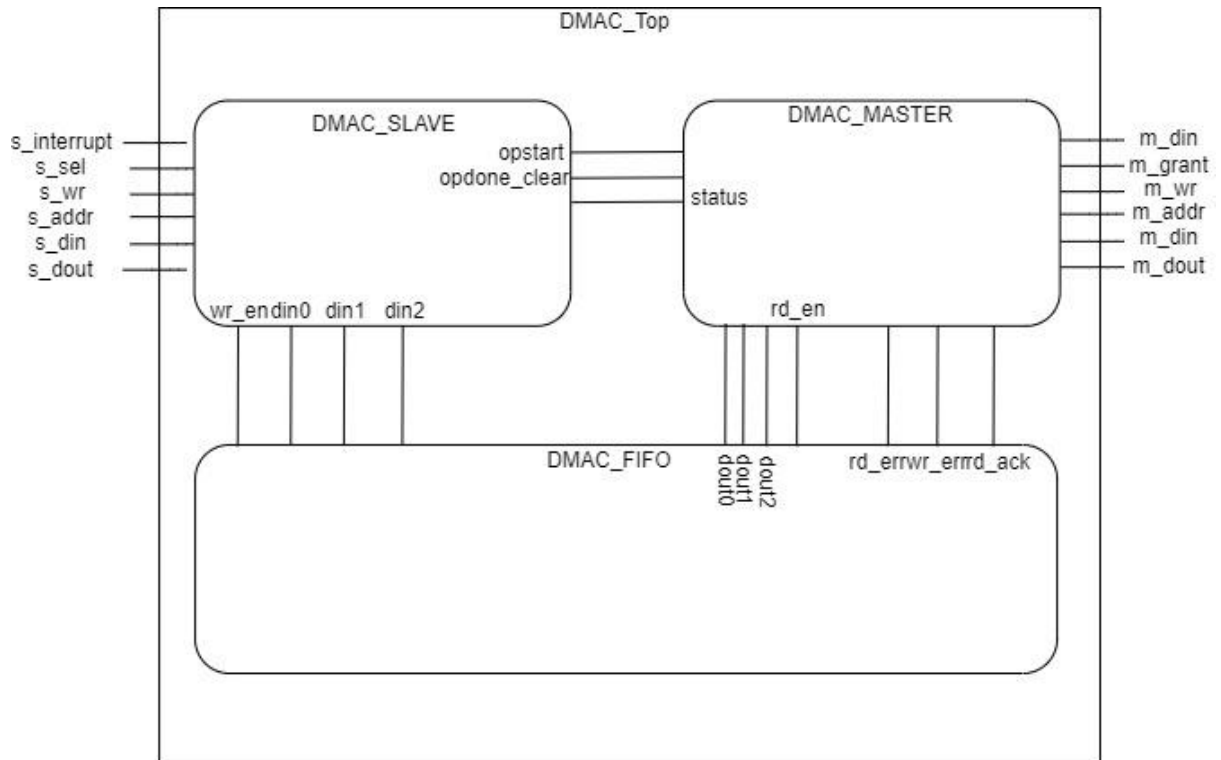 DMAC_Top
DMAC_SLAVE
DMAC_MASTER
s_interrupt
s_sel
s_wr
s_addr
s_din
s_dout
opstart
opdone_clear
status
m_din
m_grant
m_wr
m_addr
m_din
m_dout
wr_en din0 din1 din2
rd_en
DMAC_FIFO
dout0
dout1
dout2
rd_err wr_err rd_ack